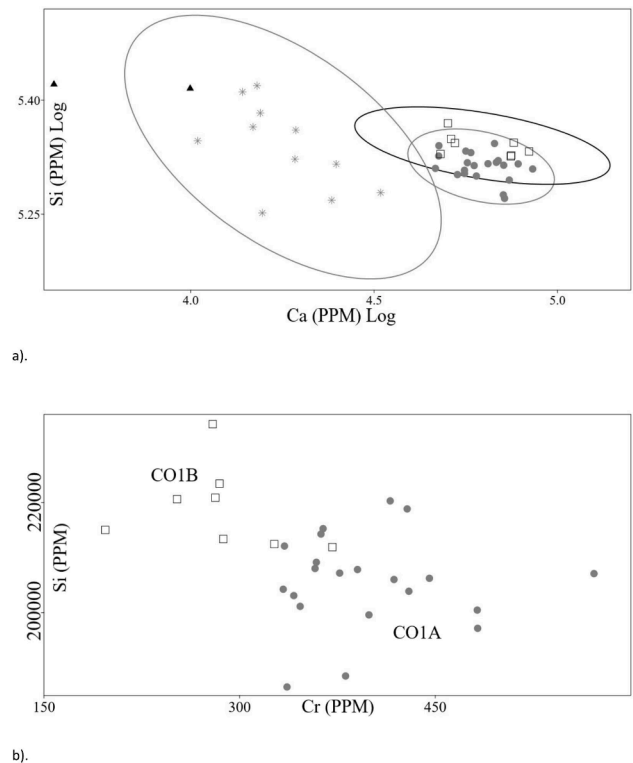 5.40
Si (PPM) Log
5.25
4.0
4.5
5.0
Ca (PPM) Log
a).
CO1B
220000
Si (PPM)
200000
CO1A
150
300
450
Cr (PPM)
b).